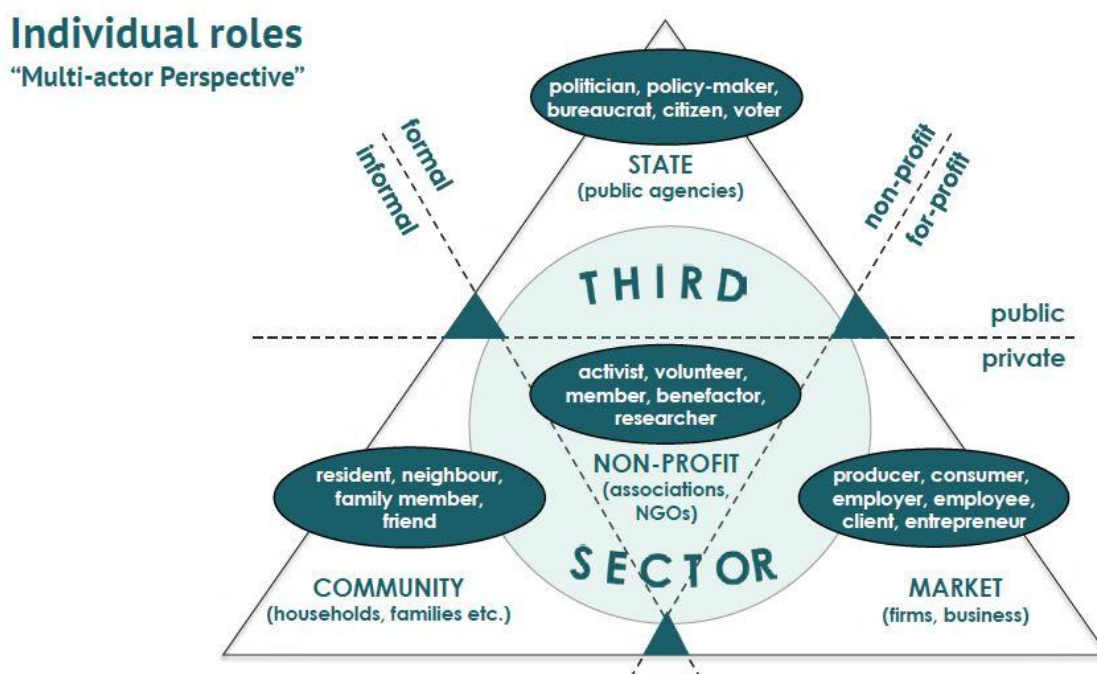 Individual roles
“Multi-actor Perspective”
politician, policy-maker,
bureaucrat, citizen, voter
formal
informal
STATE
(public agencies)
non-profit
for-profit
THIRD
public
private
activist, volunteer,
member, benefactor,
researcher
NON-PROFIT
(associations,
NGOs)
resident, neighbour,
family member,
friend
producer, consumer,
employer, employee,
client, entrepreneur
SECTOR
COMMUNITY
(households, families etc.)
MARKET
(firms, business)